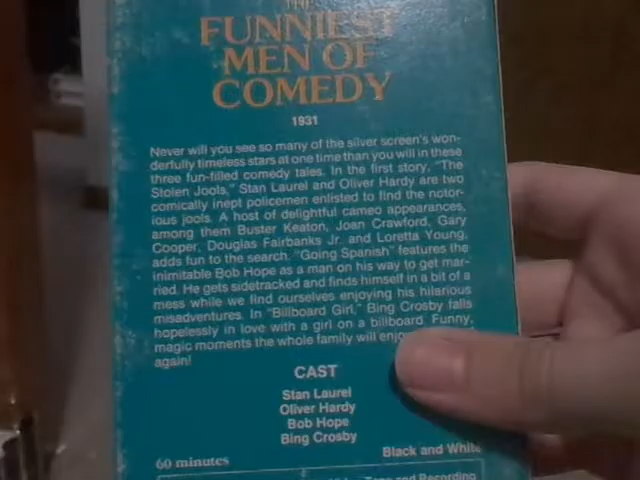 THE
FUNNIEST
MEN OF
COMEDY
1931
Never will you see so many of the silver screen's won-
derfully timeless stars at one time than you will in these
three fun-filled comedy tales. In the first story, "The
Stolen Jools," Stan Laurel and Oliver Hardy are two
comically inept policemen enlisted to find the notor-
ious jools. A host of delightful cameo appearances,
among them Buster Keaton, Joan Crawford, Gary
Cooper, Douglas Fairbanks Jr. and Loretta Young,
adds fun to the search. "Going Spanish" features the
inimitable Bob Hope as a man on his way to get mar-
ried. He gets sidetracked and finds himself in a bit of a
mess while we find ourselves enjoying his hilarious
misadventures. In "Billboard Girl," Bing Crosby falls
hopelessly in love with a girl on a billboard. Funny,
magic moments the whole family will enjo
again!
CAST
Stan Laurel
Oliver Hardy
Bob Hope
Bing Crosby
60 minutes
Black and White
Tape and Recording